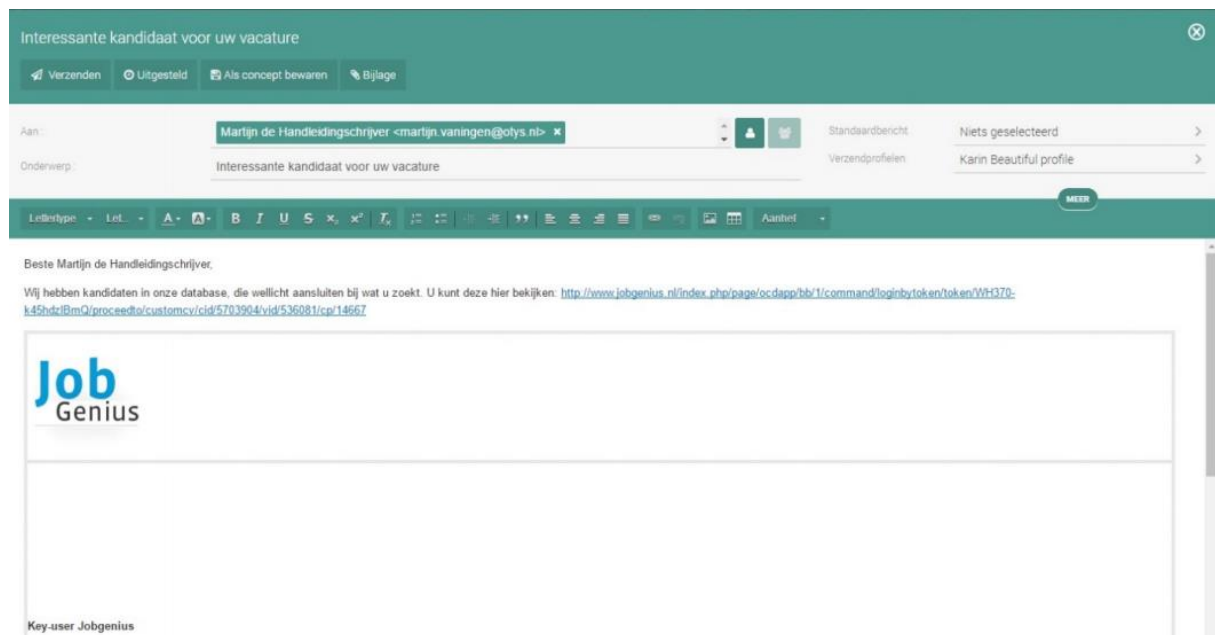 Interessante kandidaat voor uw vacature
Verzenden Uitgesteld Als concept bewaren Bijlage
Aan: Martijn de Handleidingschrijver <martijn.vaningen@otys.nl> × Standaardbericht Niets geselecteerd >
Onderwerp: Interessante kandidaat voor uw vacature Verzendprofielen Karin Beautiful profile >
MEER
Lettertype Let... A A B I U S x₂ x² Tx Aanhef
Beste Martijn de Handleidingschrijver,
Wij hebben kandidaten in onze database, die wellicht aansluiten bij wat u zoekt. U kunt deze hier bekijken: http://www.jobgenius.nl/index.php/page/ocdapp/bb/1/command/loginbytoken/token/WH370-
k45hdzIBmQ/proceedto/customcv/cid/5703904/vid/536081/cp/14667
Job
Genius
Key-user Jobgenius